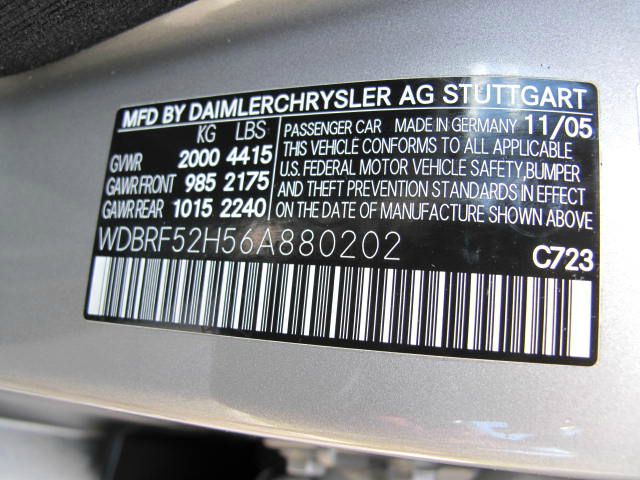 MFD BY DAIMLERCHRYSLER AG STUTTGART
KG LBS
GVWR 2000 4415
GAWR FRONT 985 2175
GAWR REAR 1015 2240
PASSENGER CAR MADE IN GERMANY 11/05
THIS VEHICLE CONFORMS TO ALL APPLICABLE
U.S. FEDERAL MOTOR VEHICLE SAFETY,BUMPER
AND THEFT PREVENTION STANDARDS IN EFFECT
ON THE DATE OF MANUFACTURE SHOWN ABOVE.
WDBRF52H56A880202
C723